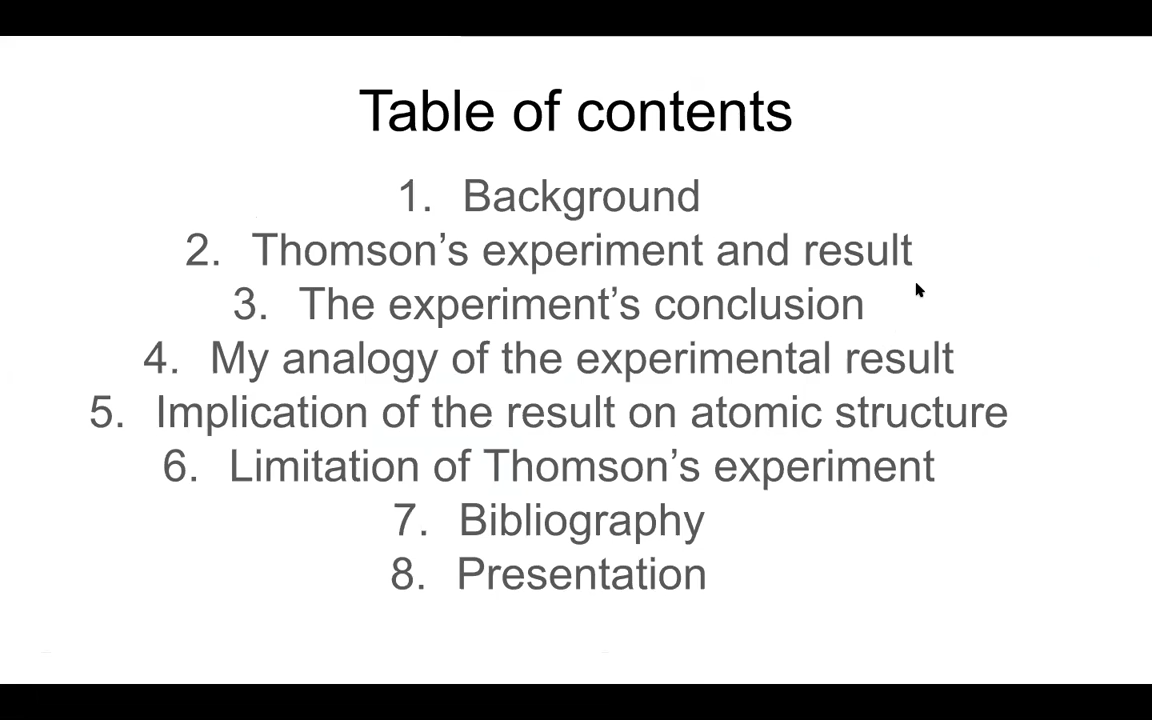 Table of contents
1. Background
2. Thomson’s experiment and result
3. The experiment’s conclusion
4. My analogy of the experimental result
5. Implication of the result on atomic structure
6. Limitation of Thomson’s experiment
7. Bibliography
8. Presentation